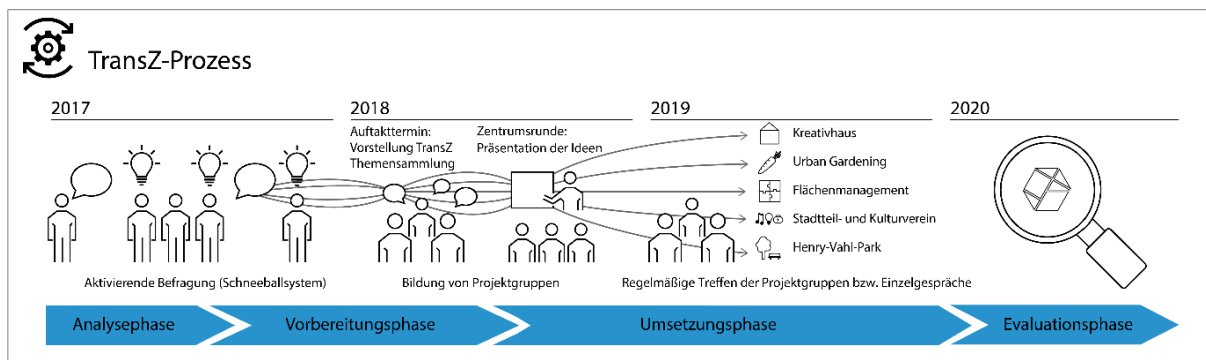 TransZ-Prozess
2017
2018
2019
2020
Auftakttermin:
Vorstellung TransZ
Themensammlung
Zentrumsrunde:
Präsentation der Ideen
Kreativhaus
Urban Gardening
Flächenmanagement
Stadtteil- und Kulturverein
Henry-Vahl-Park
Aktivierende Befragung (Schneeballsystem)
Bildung von Projektgruppen
Regelmäßige Treffen der Projektgruppen bzw. Einzelgespräche
Analysephase
Vorbereitungsphase
Umsetzungsphase
Evaluationsphase